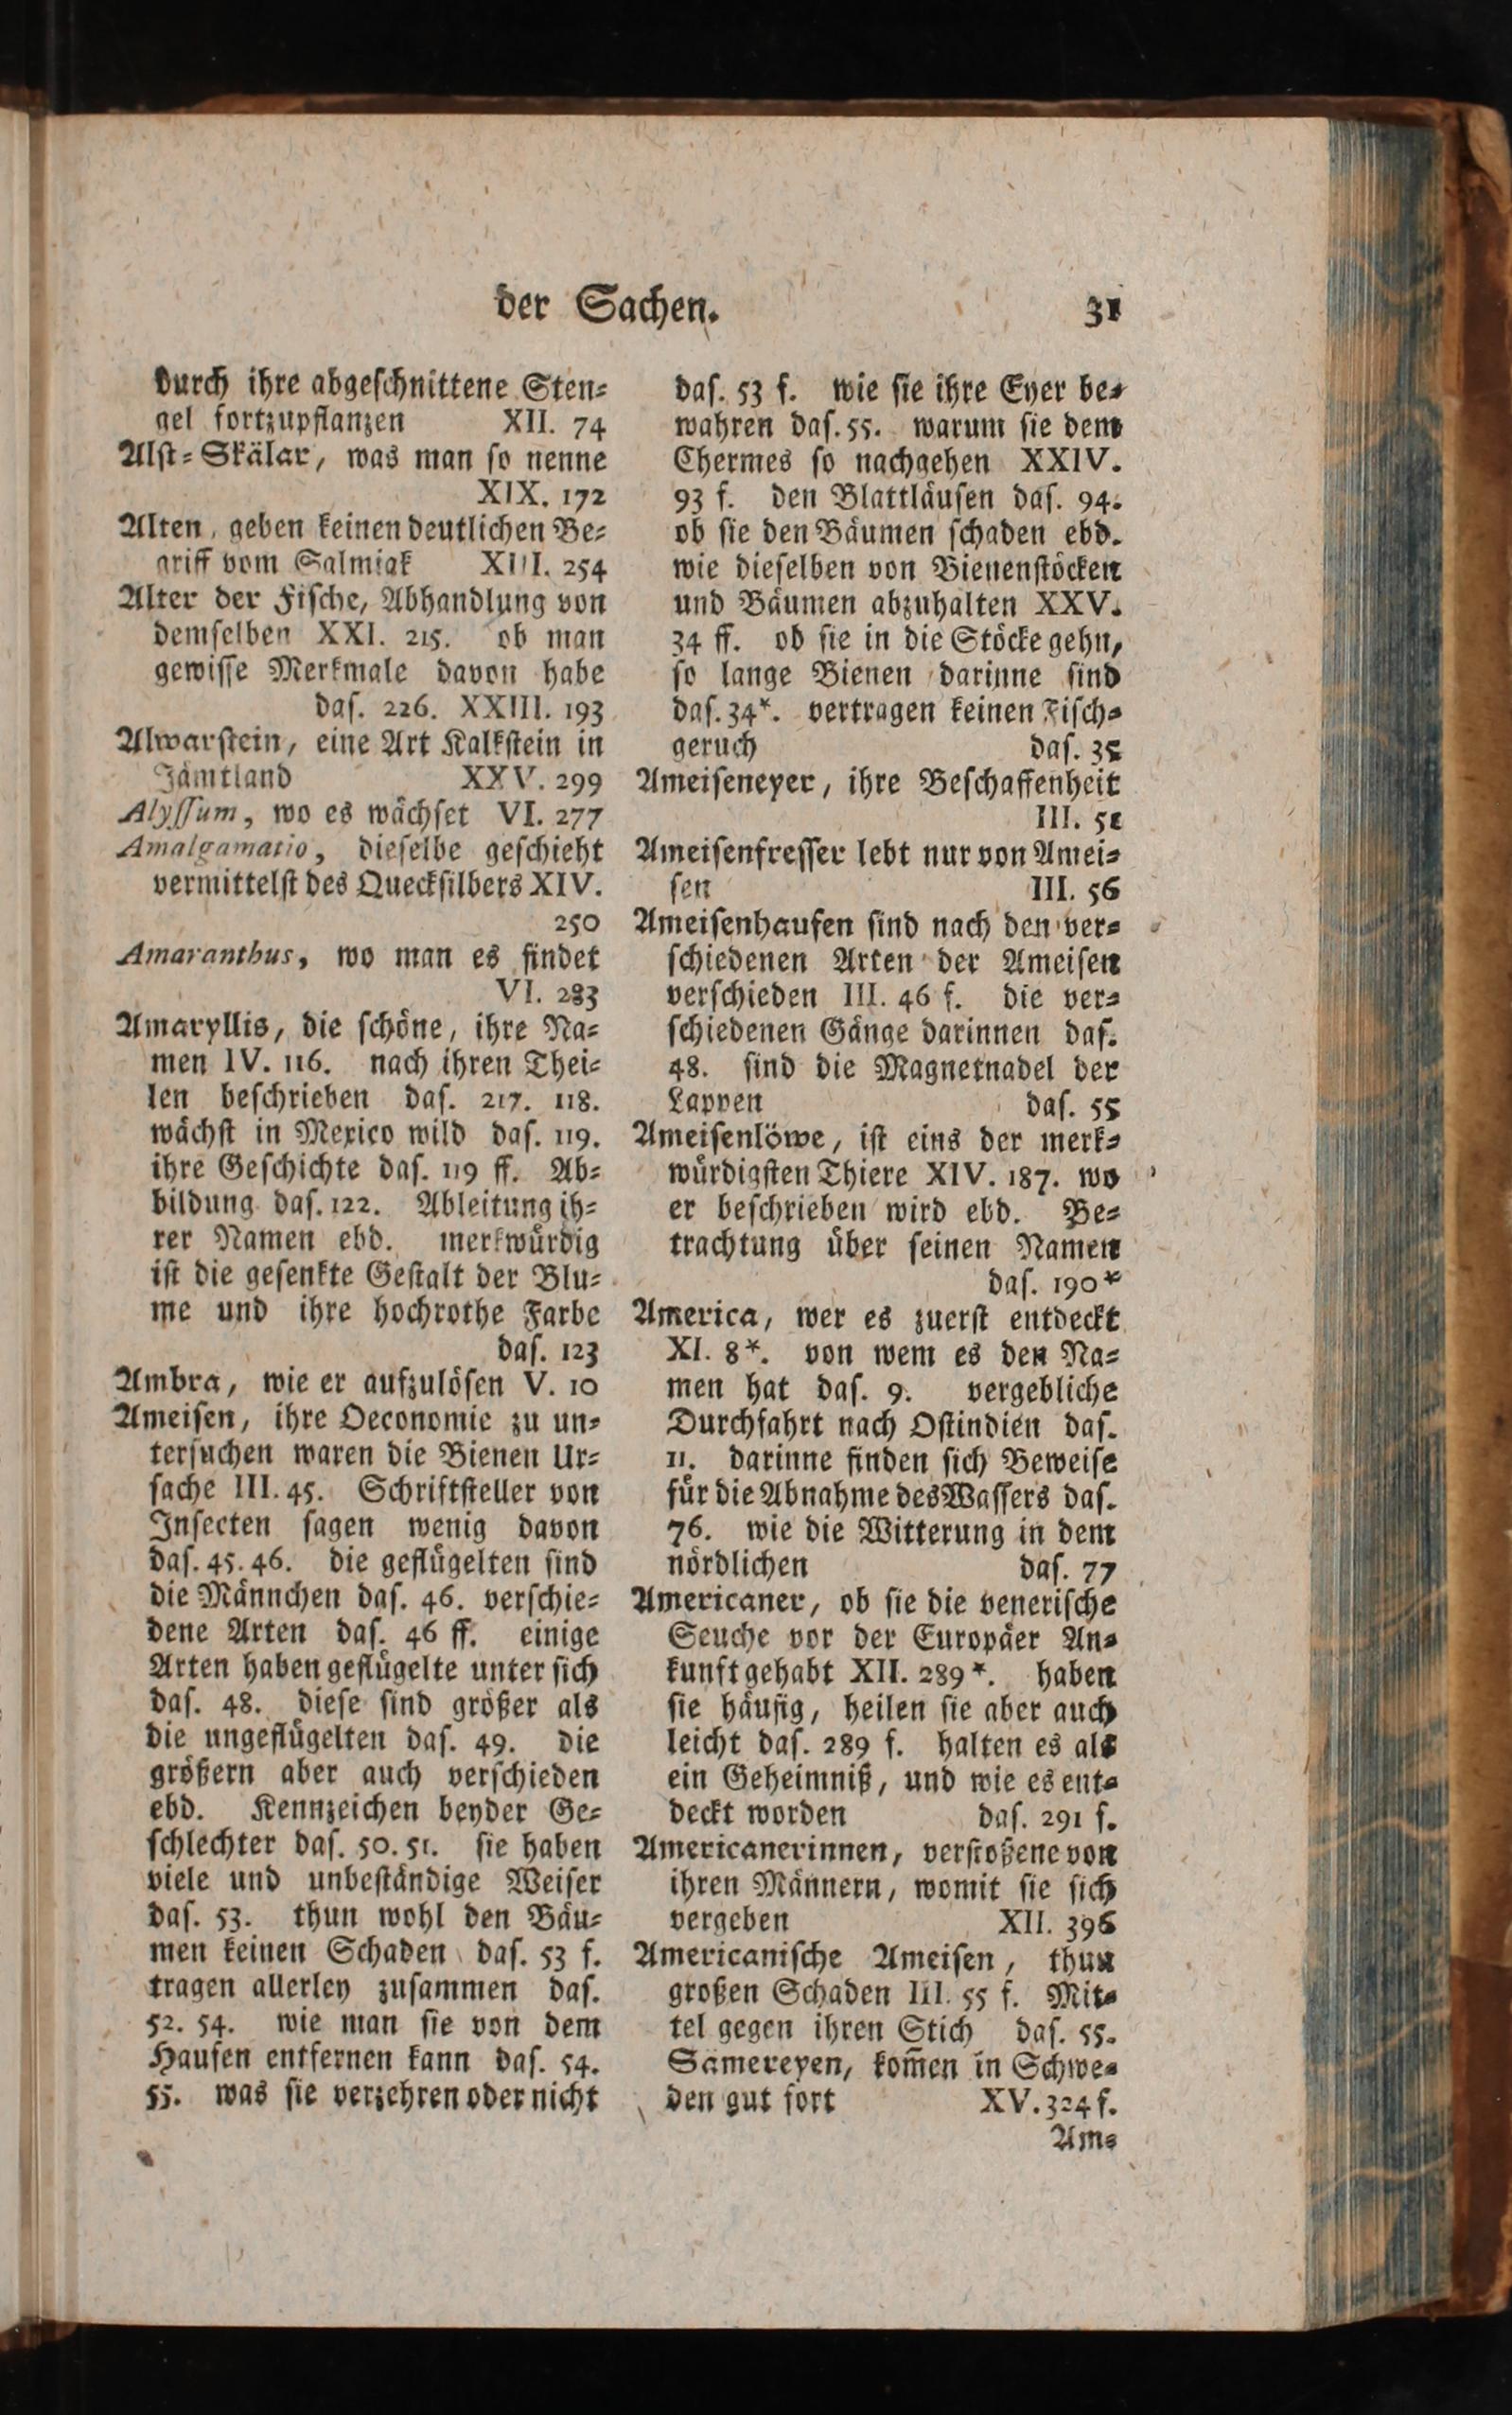 der Sachen. 31
durch ihre abgeſchnittene Sten⸗
gel fortzupflanzen XII. 74
Alſt⸗Skälar, was man ſo nenne
XIX. 172
Alten, geben keinen deutlichen Be⸗
griff vom Salmiak XIII. 254
Alter der Fiſche, Abhandlung von
demſelben XXI. 215. ob man
gewiſſe Merkmale davon habe
daſ. 226. XXIII. 193
Alwarſtein, eine Art Kalkſtein in
Jämtland XXV. 299
Alyſſum, wo es wächſet VI. 277
Amalgamatio, dieſelbe geſchieht
vermittelſt des Queckſilbers XIV.
250
Amaranthus, wo man es findet
VI. 283
Amaryllis, die ſchöne, ihre Na⸗
men IV. 116. nach ihren Thei⸗
len beſchrieben daſ. 217. 118.
wächſt in Mexico wild daſ. 119.
ihre Geſchichte daſ. 119 ff. Ab⸗
bildung daſ. 122. Ableitung ih⸗
rer Namen ebd. merkwürdig
iſt die geſenkte Geſtalt der Blu⸗
me und ihre hochrothe Farbe
daſ. 123
Ambra, wie er aufzulöſen V. 10
Ameiſen, ihre Oeconomie zu un⸗
terſuchen waren die Bienen Ur⸗
ſache III. 45. Schriftſteller von
Inſecten ſagen wenig davon
daſ. 45. 46. die geflügelten ſind
die Männchen daſ. 46. verſchie⸗
dene Arten daſ. 46 ff. einige
Arten haben geflügelte unter ſich
daſ. 48. dieſe ſind größer als
die ungeflügelten daſ. 49. die
größern aber auch verſchieden
ebd. Kennzeichen beyder Ge⸗
ſchlechter daſ. 50. 51. ſie haben
viele und unbeſtändige Weiſer
daſ. 53. thun wohl den Bäu⸗
men keinen Schaden daſ. 53 f.
tragen allerley zuſammen daſ.
52. 54. wie man ſie von dem
Haufen entfernen kann daſ. 54.
55. was ſie verzehren oder nicht
daſ. 53 f. wie ſie ihre Eyer be⸗
wahren daſ. 55. warum ſie dem
Chermes ſo nachgehen XXIV.
93 f. den Blattläuſen daſ. 94.
ob ſie den Bäumen ſchaden ebd.
wie dieſelben von Bienenſtöcken
und Bäumen abzuhalten XXV.
34 ff. ob ſie in die Stöcke gehn,
ſo lange Bienen darinne ſind
daſ. 34*. vertragen keinen Fiſch⸗
geruch daſ. 35
Ameiſeneyer, ihre Beſchaffenheit
III. 51
Ameiſenfreſſer lebt nur von Amei⸗
ſen III. 56
Ameiſenhaufen ſind nach den ver⸗
ſchiedenen Arten der Ameiſen
verſchieden III. 46 f. die ver⸗
ſchiedenen Gänge darinnen daſ.
48. ſind die Magnetnadel der
Lappen daſ. 55
Ameiſenlöwe, iſt eins der merk⸗
würdigſten Thiere XIV. 187. wo
er beſchrieben wird ebd. Be⸗
trachtung über ſeinen Namen
daſ. 190*
America, wer es zuerſt entdeckt
XI. 8*. von wem es den Na⸗
men hat daſ. 9. vergebliche
Durchfahrt nach Oſtindien daſ.
11. darinne finden ſich Beweiſe
für die Abnahme des Waſſers daſ.
76. wie die Witterung in dem
nördlichen daſ. 77
Americaner, ob ſie die veneriſche
Seuche vor der Europäer An⸗
kunft gehabt XII. 289*. haben
ſie häufig, heilen ſie aber auch
leicht daſ. 289 f. halten es als
ein Geheimniß, und wie es ent⸗
deckt worden daſ. 291 f.
Americanerinnen, verſtoßene von
ihren Männern, womit ſie ſich
vergeben XII. 396
Americaniſche Ameiſen, thun
großen Schaden III. 55 f. Mit⸗
tel gegen ihren Stich daſ. 55.
Sämereyen, kom̄en in Schwe⸗
den gut fort XV. 324 f.
Am⸗